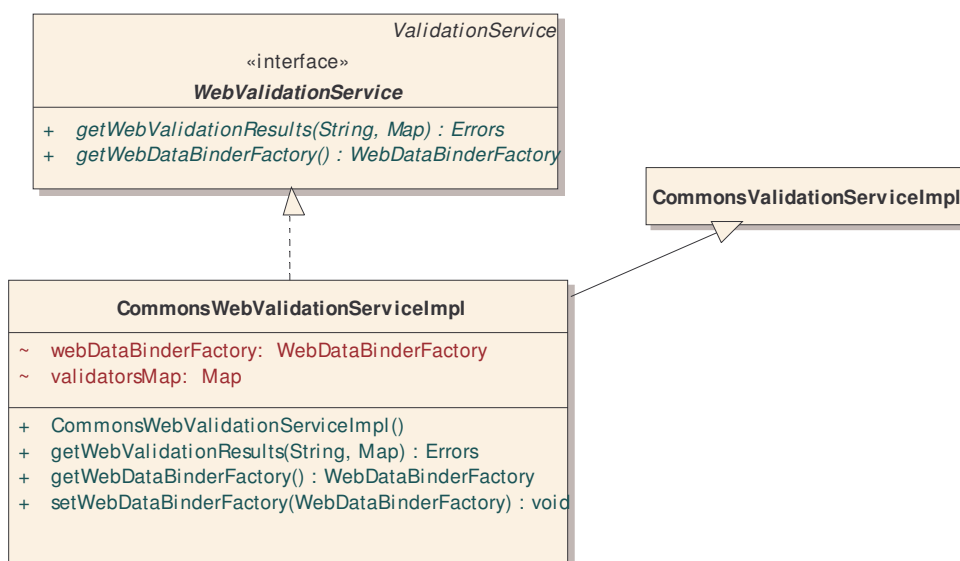 ValidationService
«interface»
WebValidationService
+ getWebValidationResults(String, Map) : Errors
+ getWebDataBinderFactory() : WebDataBinderFactory
CommonsValidationServiceImpl
CommonsWebValidationServiceImpl
~ webDataBinderFactory: WebDataBinderFactory
~ validatorsMap: Map
+ CommonsWebValidationServiceImpl()
+ getWebValidationResults(String, Map) : Errors
+ getWebDataBinderFactory() : WebDataBinderFactory
+ setWebDataBinderFactory(WebDataBinderFactory) : void